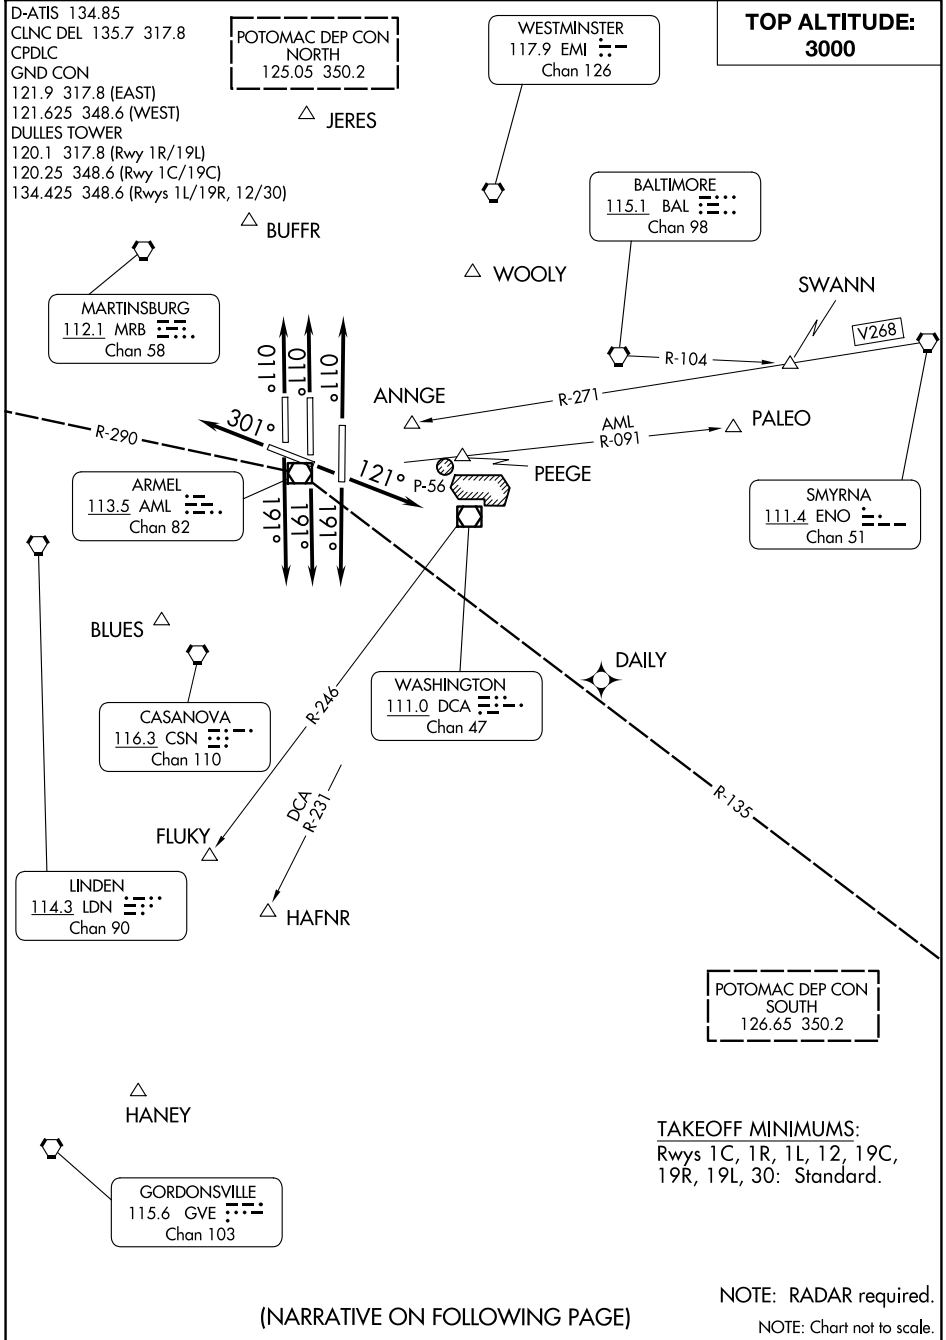 D-ATIS 134.85
CLNC DEL 135.7 317.8
CPDLC
GND CON
121.9 317.8 (EAST)
121.625 348.6 (WEST)
DULLES TOWER
120.1 317.8 (Rwy 1R/19L)
120.25 348.6 (Rwy 1C/19C)
134.425 348.6 (Rwys 1L/19R, 12/30)
POTOMAC DEP CON
NORTH
125.05 350.2
WESTMINSTER
117.9 EMI
Chan 126
TOP ALTITUDE:
3000
JERES
BUFFR
WOOLY
BALTIMORE
115.1 BAL
Chan 98
SWANN
V268
MARTINSBURG
112.1 MRB
Chan 58
011°
011°
011°
R-104
R-271
ANNGE
301°
AML
R-091
PALEO
R-290
PEEGE
P-56
121°
ARMEL
113.5 AML
Chan 82
191°
191°
191°
SMYRNA
111.4 ENO
Chan 51
BLUES
DAILY
WASHINGTON
111.0 DCA
Chan 47
CASANOVA
116.3 CSN
Chan 110
R-246
R-135
DCA
R-231
FLUKY
LINDEN
114.3 LDN
Chan 90
HAFNR
POTOMAC DEP CON
SOUTH
126.65 350.2
HANEY
TAKEOFF MINIMUMS:
Rwys 1C, 1R, 1L, 12, 19C,
19R, 19L, 30: Standard.
GORDONSVILLE
115.6 GVE
Chan 103
NOTE: RADAR required.
(NARRATIVE ON FOLLOWING PAGE)
NOTE: Chart not to scale.